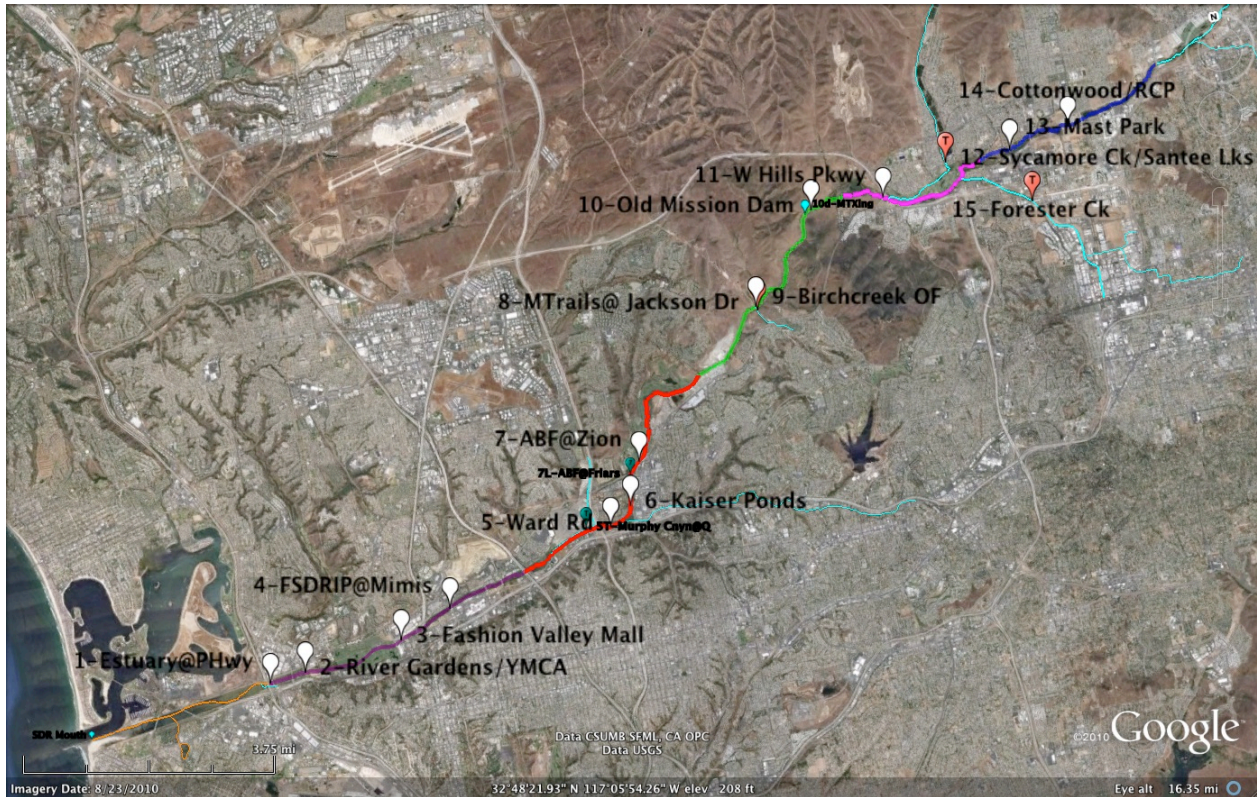 N
14-Cottonwood/RCP
13-Mast Park
T
12-Sycamore Ck/Santee Lks
11-W Hills Pkwy
T
10-Old Mission Dam
10d-MTXing
15-Forester Ck
8-MTrails@ Jackson Dr
9-Birchcreek OF
7-ABF@Zion
7L-ABF@Friars
6-Kaiser Ponds
5-Ward Rd
5T-Murphy Cnyn@Q
4-FSDRIP@Mimis
3-Fashion Valley Mall
1-Estuary@PHwy
2-River Gardens/YMCA
SDR Mouth
3.75 mi
Data CSUMB SFML, CA OPC
Data USGS
©2010 Google
Imagery Date: 8/23/2010
32°48'21.93" N 117°05'54.26" W elev 208 ft
Eye alt 16.35 mi